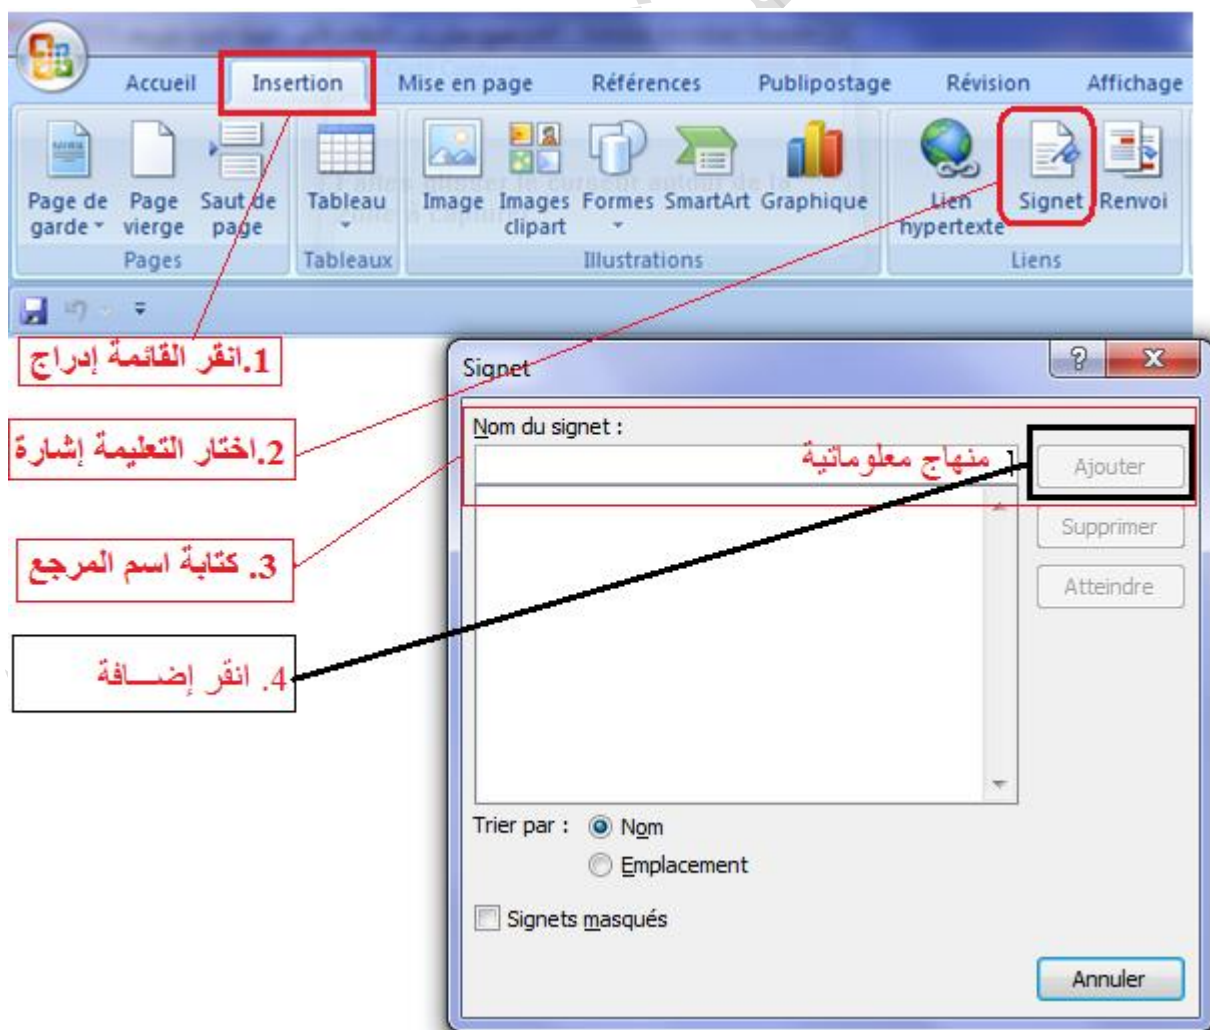 Accueil Insertion Mise en page Références Publipostage Révision Affichage
Page de garde
Page vierge
Saut de page
Tableau
Image
Images clipart
Formes
SmartArt
Graphique
Lien hypertexte
Signet
Renvoi
Pages Tableaux Illustrations Liens
1.انقر القائمة إدراج
2.اختار التعليمة إشارة
3. كتابة اسم المرجع
4. انقر إضـــافة
Signet
Nom du signet :
منهاج معلوماتية
Ajouter
Supprimer
Atteindre
Trier par : Nom
Emplacement
Signets masqués
Annuler